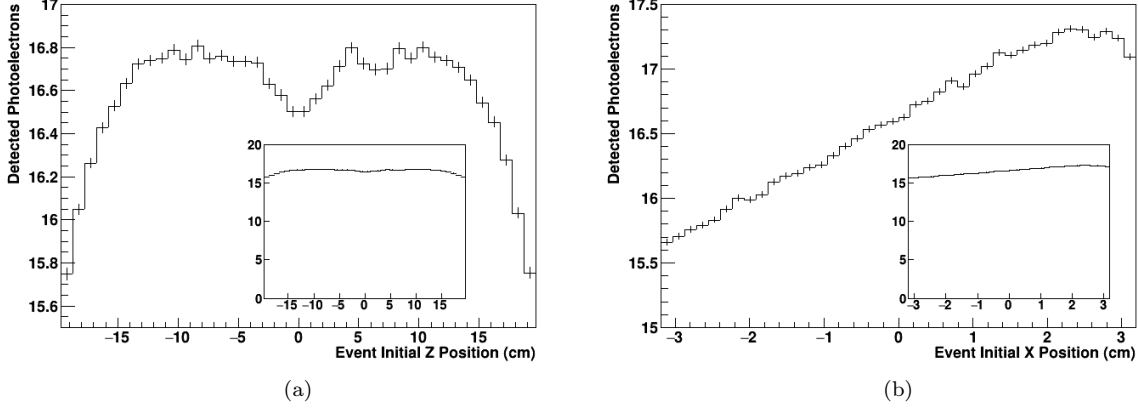 17
16.8
16.6
16.4
16.2
16
15.8
15.6
Detected Photoelectrons
−15 −10 −5 0 5 10 15
Event Initial Z Position (cm)
20
15
10
5
0
−15 −10 −5 0 5 10 15
(a)
17.5
17
16.5
16
15.5
15
Detected Photoelectrons
−3 −2 −1 0 1 2 3
Event Initial X Position (cm)
20
15
10
5
0
−3 −2 −1 0 1 2 3
(b)